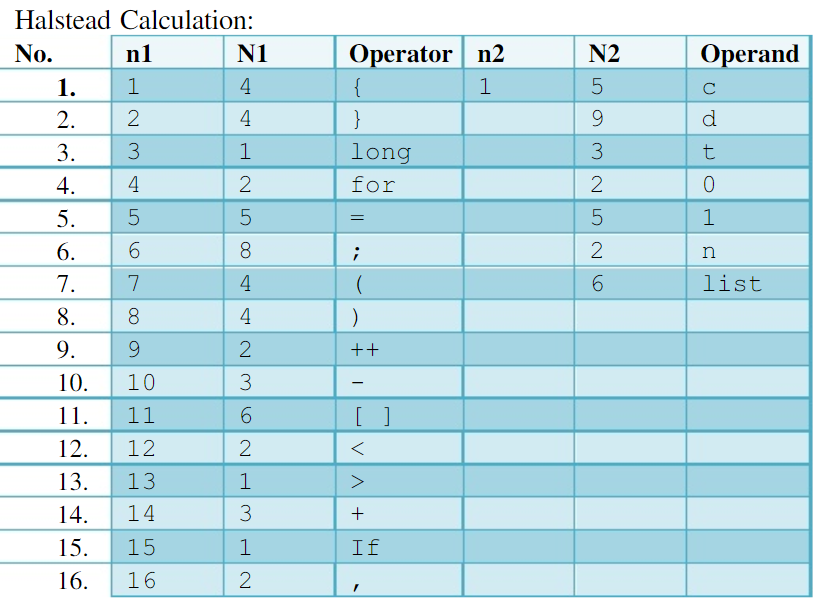 Halstead Calculation:
No. n1 N1 Operator n2 N2 Operand
1. 1 4 { 1 5 c
2. 2 4 } 9 d
3. 3 1 long 3 t
4. 4 2 for 2 0
5. 5 5 = 5 1
6. 6 8 ; 2 n
7. 7 4 ( 6 list
8. 8 4 )
9. 9 2 ++
10. 10 3 -
11. 11 6 [ ]
12. 12 2 <
13. 13 1 >
14. 14 3 +
15. 15 1 If
16. 16 2 ,